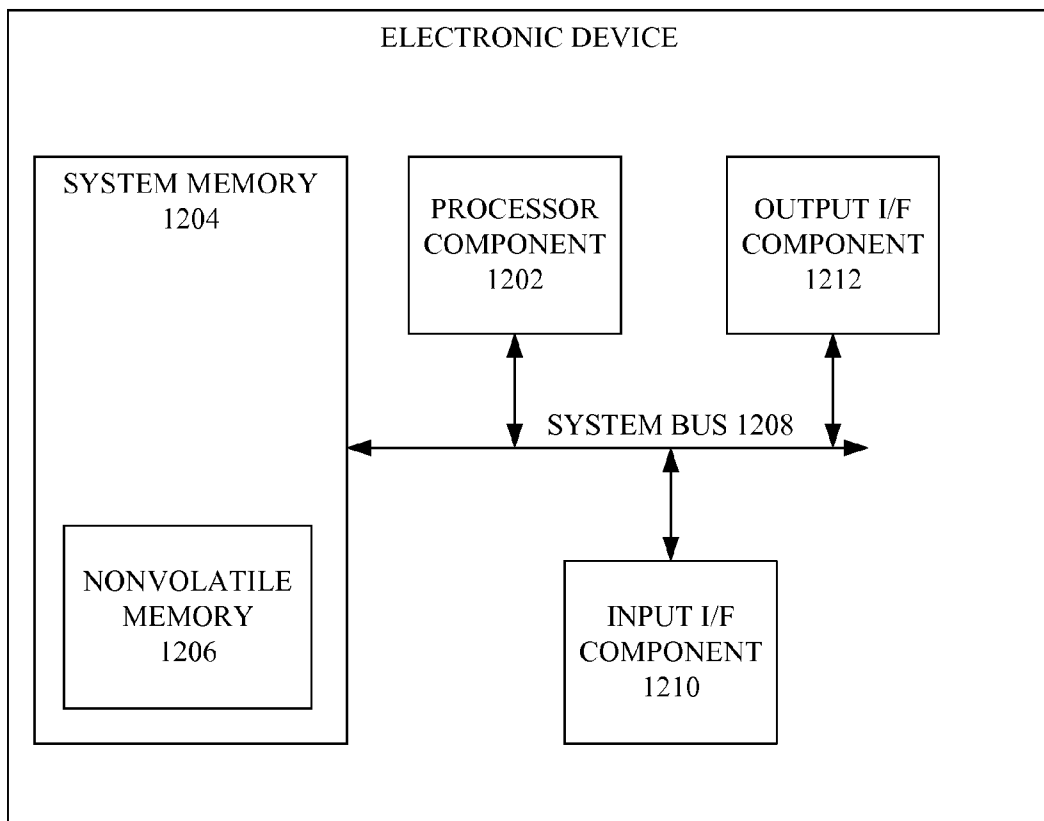 ELECTRONIC DEVICE
SYSTEM MEMORY
1204
PROCESSOR
COMPONENT
1202
OUTPUT I/F
COMPONENT
1212
SYSTEM BUS 1208
NONVOLATILE
MEMORY
1206
INPUT I/F
COMPONENT
1210